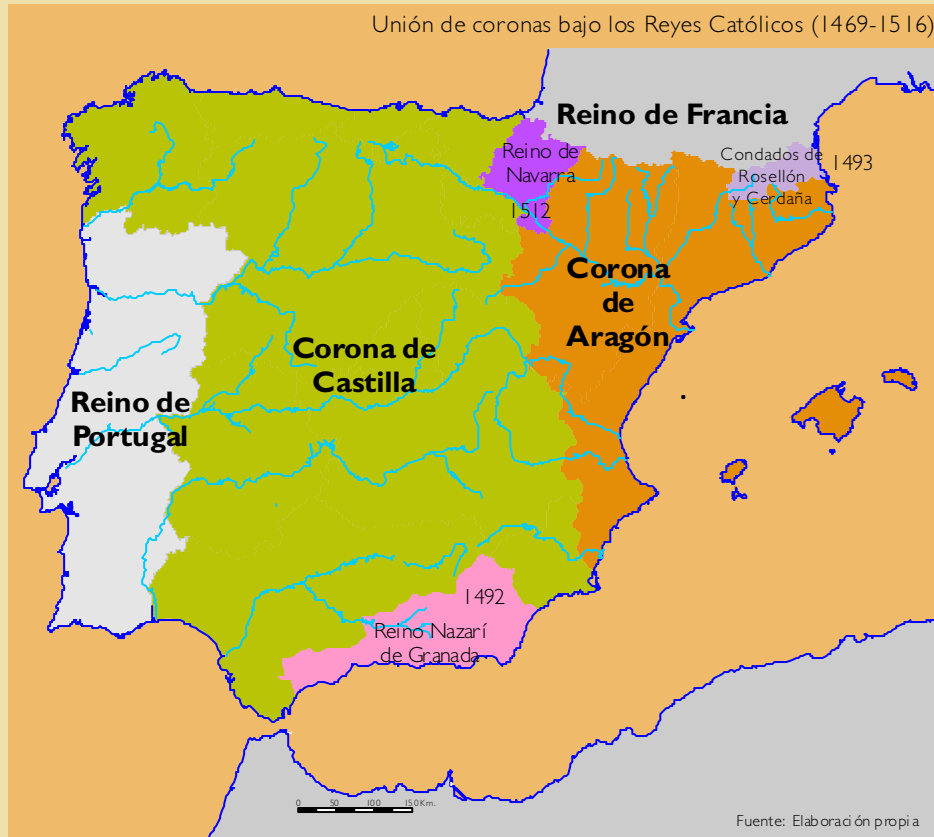 Unión de coronas bajo los Reyes Católicos (1469-1516)
Reino de Francia
Reino de
Navarra
1512
Condados de
Rosellón
y Cerdaña
1493
Corona
de
Aragón
Corona de
Castilla
Reino de
Portugal
1492
Reino Nazarí
de Granada
0 50 100 150Km.
Fuente: Elaboración propia